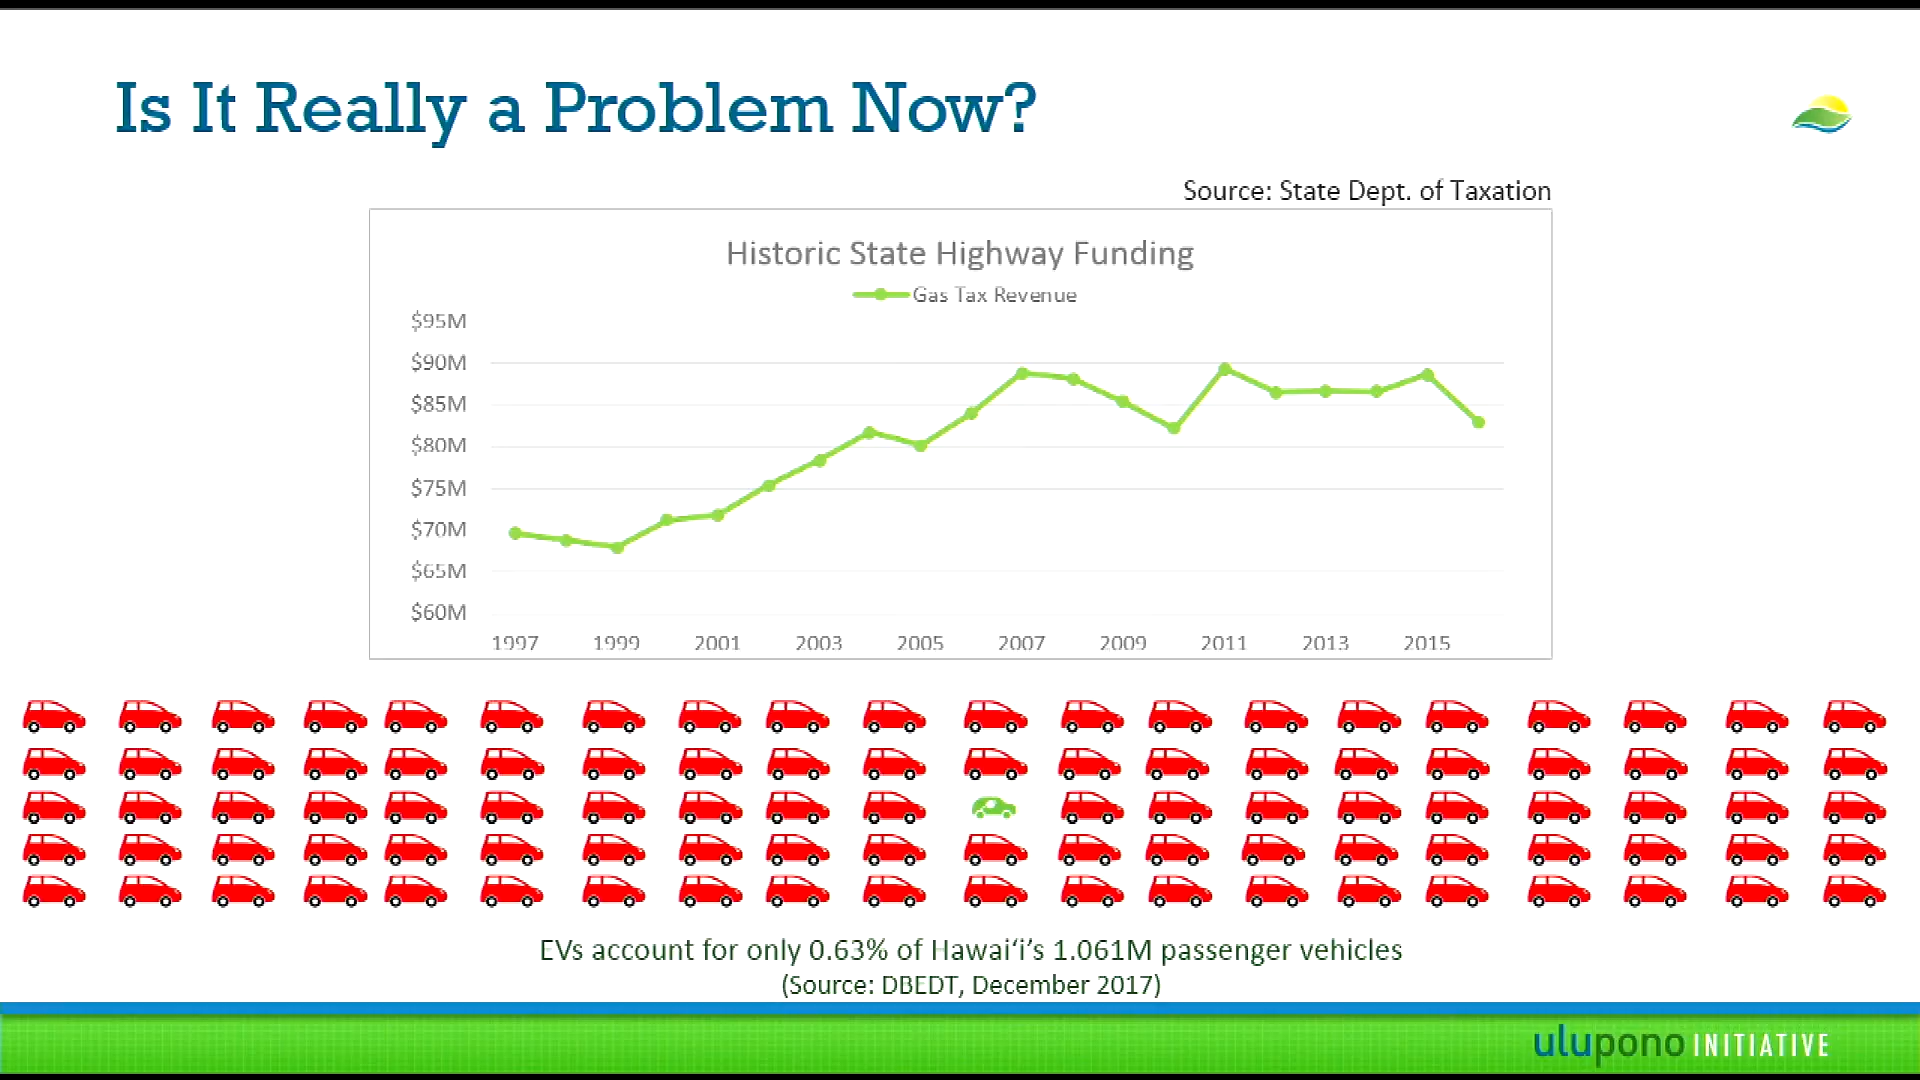 Is It Really a Problem Now?
Source: State Dept. of Taxation
Historic State Highway Funding
Gas Tax Revenue
$95M
$90M
$85M
$80M
$75M
$70M
$65M
$60M
1997 1999 2001 2003 2005 2007 2009 2011 2013 2015
EVs account for only 0.63% of Hawaiʻi’s 1.061M passenger vehicles
(Source: DBEDT, December 2017)
ulupono INITIATIVE